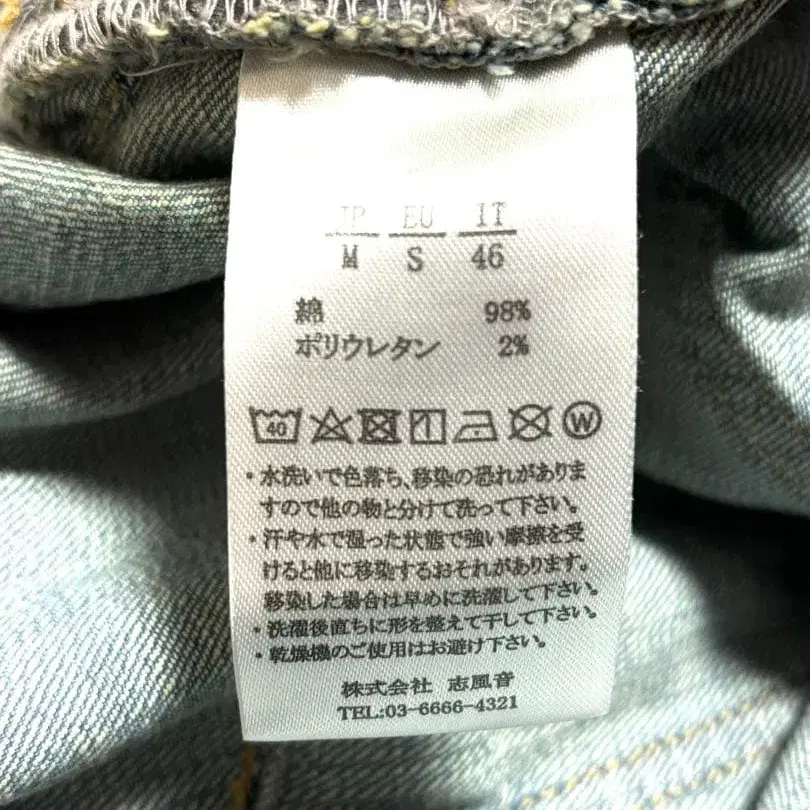 JP EU IT
M S 46
綿 98%
ポリウレタン 2%
40 W
・水洗いで色落ち、移染の恐れがありま
すので他の物と分けて洗って下さい。
・汗や水で湿った状態で強い摩擦を受
けると他に移染するおそれがあります。
移染した場合は早めに洗濯して下さい。
・洗濯後直ちに形を整えて干して下さい。
・乾燥機のご使用はお避け下さい。
株式会社 志風音
TEL:03-6666-4321